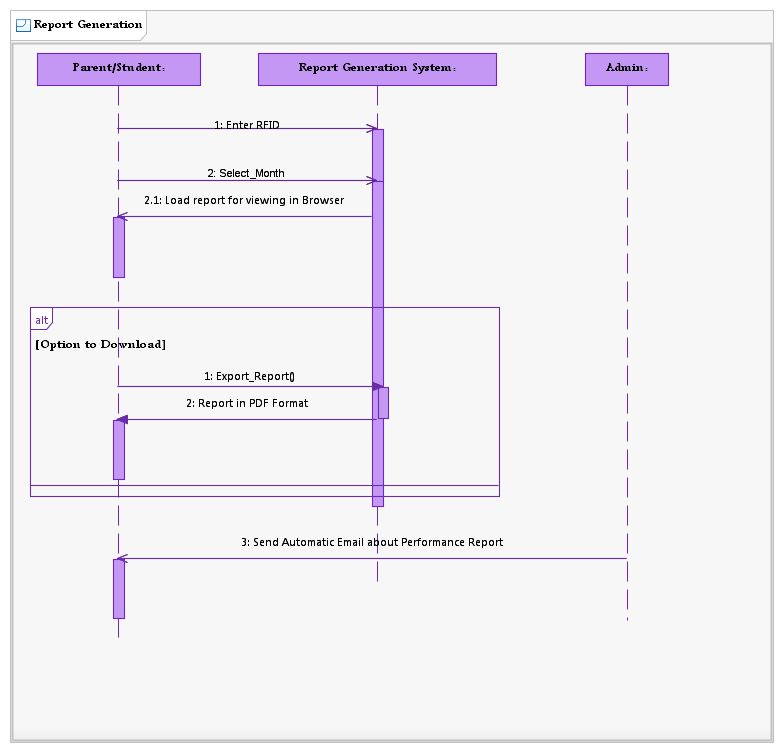 Report Generation
Parent/Student:
Report Generation System:
Admin:
1: Enter RFID
2: Select_Month
2.1: Load report for viewing in Browser
alt
[Option to Download]
1: Export_Report()
2: Report in PDF Format
3: Send Automatic Email about Performance Report